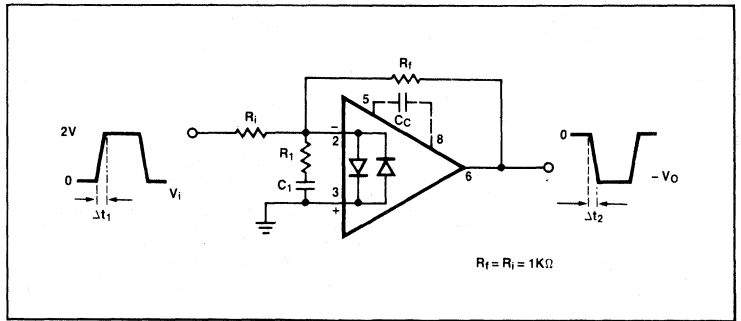 Rf
5
CC
8
Ri
2V
−
2
R1
C1
3
+
6
0
Vi
Δt1
0
− VO
Δt2
Rf = Ri = 1KΩ